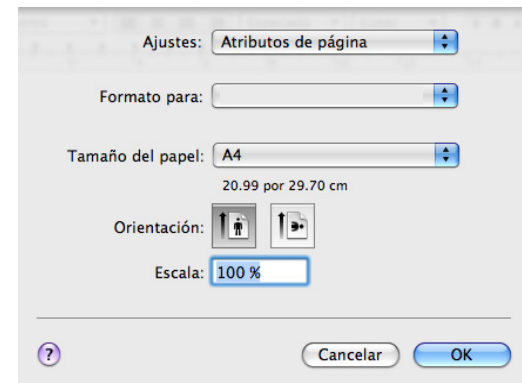 Ajustes: Atributos de página
Formato para:
Tamaño del papel: A4
20.99 por 29.70 cm
Orientación:
Escala: 100 %
? Cancelar OK